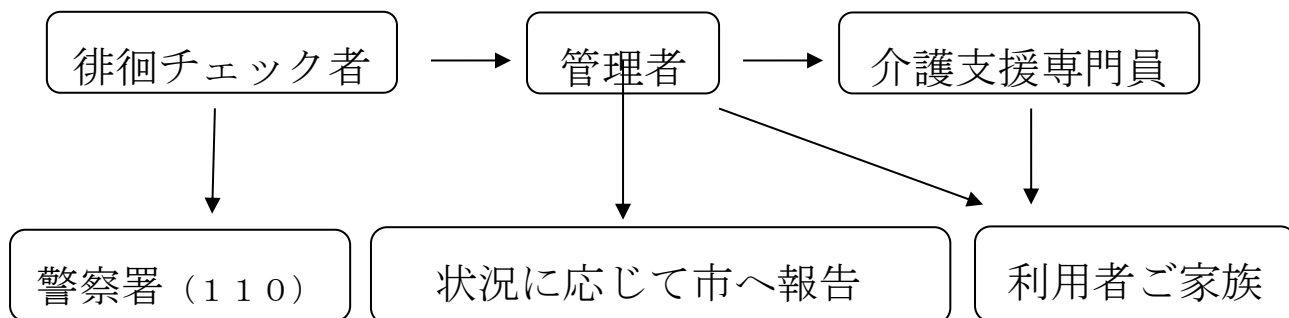 徘徊チェック者
管理者
介護支援専門員
警察署（１１０）
状況に応じて市へ報告
利用者ご家族